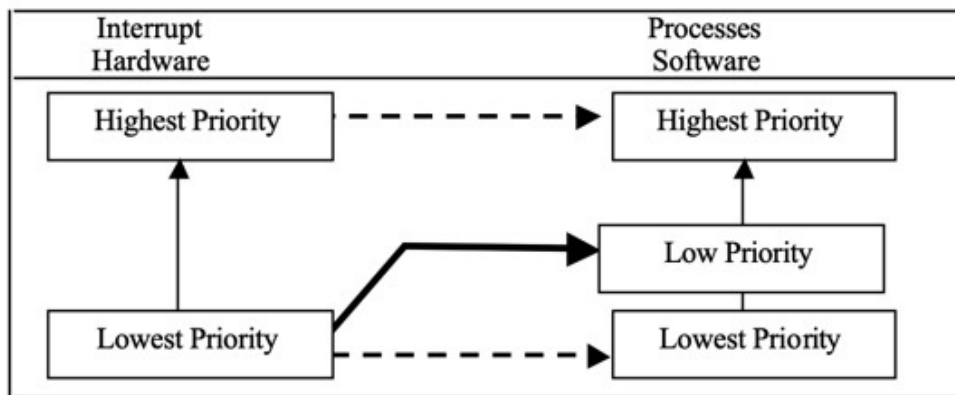 Interrupt
Hardware
Processes
Software
Highest Priority
Highest Priority
Low Priority
Lowest Priority
Lowest Priority